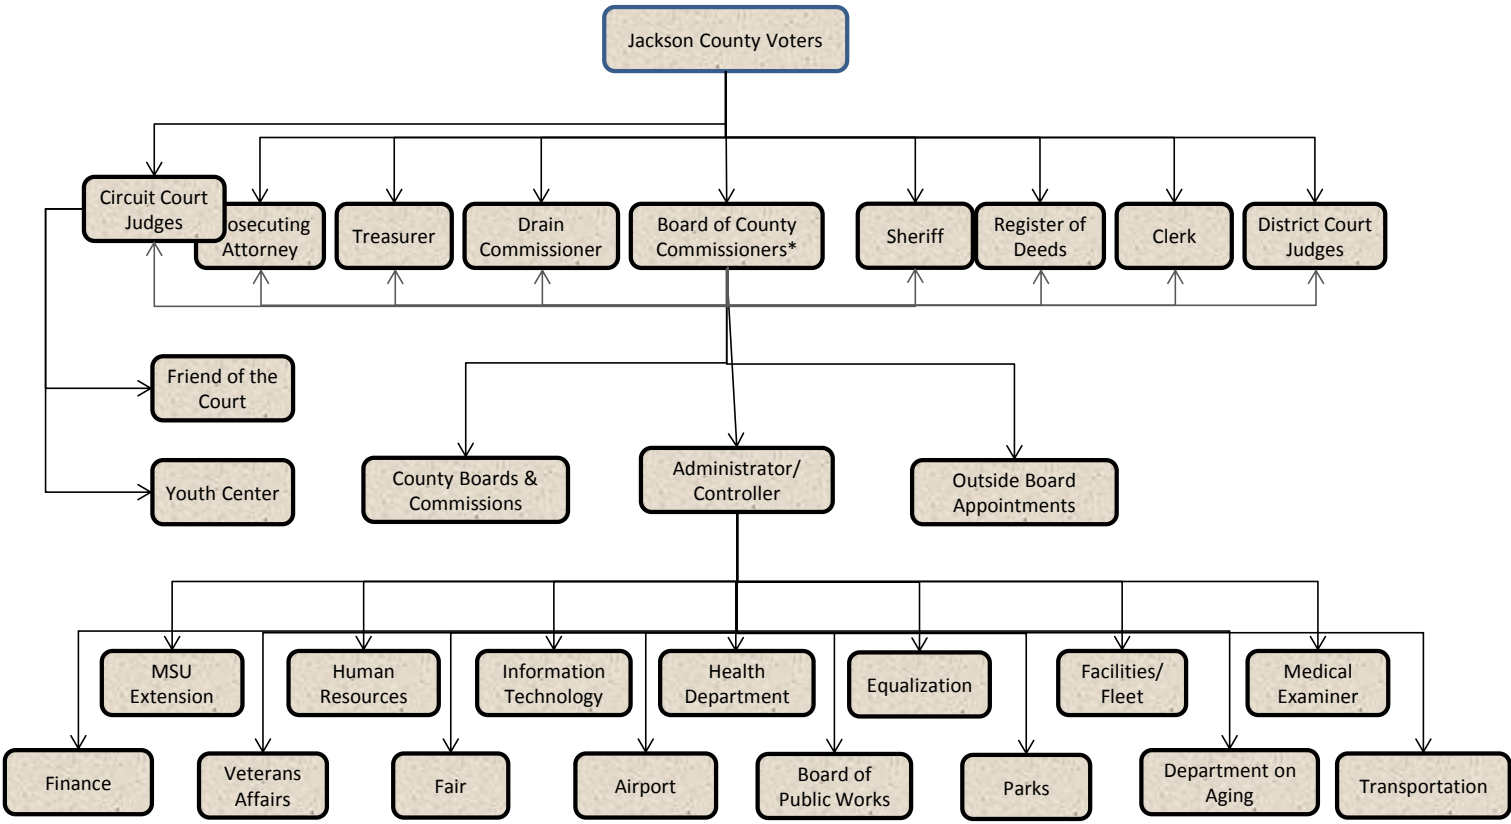 Jackson County Voters
Circuit Court
Judges
osecuting
Attorney
Treasurer
Drain
Commissioner
Board of County
Commissioners*
Sheriff
Register of
Deeds
Clerk
District Court
Judges
Friend of the
Court
Youth Center
County Boards &
Commissions
Administrator/
Controller
Outside Board
Appointments
MSU
Extension
Human
Resources
Information
Technology
Health
Department
Equalization
Facilities/
Fleet
Medical
Examiner
Finance
Veterans
Affairs
Fair
Airport
Board of
Public Works
Parks
Department on
Aging
Transportation